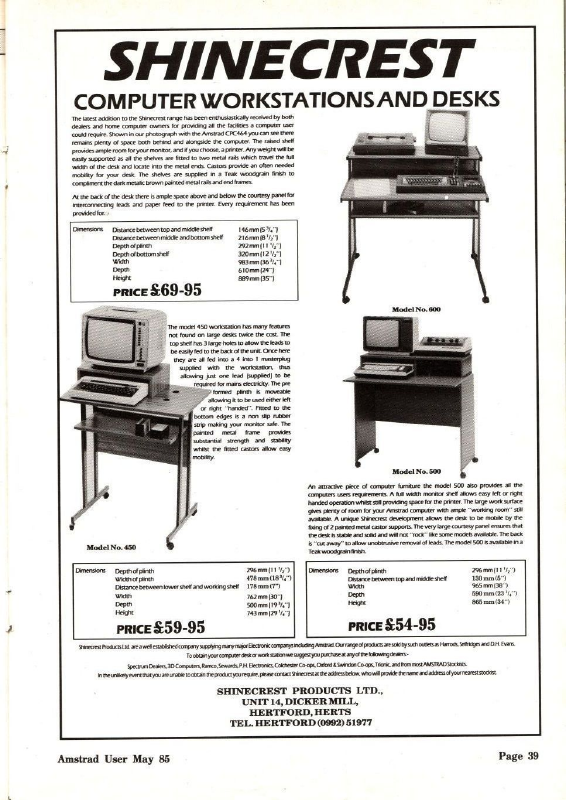 SHINECREST
COMPUTER WORKSTATIONS AND DESKS
The latest addition to the Shinecrest range has been enthusiastically received by both
dealers and home computer owners for providing all the facilities a computer user
could require. Shown in our photograph with the Amstrad CPC464 you can see there
remains plenty of space both behind and alongside the computer. The raised shelf
provides ample room for your monitor, and if you choose, a printer. Any weight will be
easily supported as all the shelves are fitted to two metal rails which travel the full
width of the desk and locate into the metal ends. Castors provide an often needed
mobility for your desk. The shelves are supplied in a Teak woodgrain finish to
compliment the dark metalic brown painted metal rails and end frames.
At the back of the desk there is ample space above and below the courtesy panel for
interconnecting leads and paper feed to the printer. Every requirement has been
provided for.
Dimensions
Distance between top and middle shelf 146mm (5 3/4")
Distance between middle and bottom shelf 216mm (8 1/2")
Depth of plinth 292mm (11 1/2")
Depth of bottom shelf 320mm (12 1/2")
Width 983mm (36 3/4")
Depth 610mm (24")
Height 889mm (35")
PRICE £69-95
Model No. 600
The model 450 workstation has many features
not found on large desks twice the cost. The
top shelf has 3 large holes to allow the leads to
be easily fed to the back of the unit. Once here
they are all fed into a 4 into 1 masterplug
supplied with the workstation, thus
allowing just one lead (supplied) to be
required for mains electricity. The pre
formed plinth is moveable
allowing it to be used either left
or right "handed". Fitted to the
bottom edges is a non slip rubber
strip making your monitor safe. The
painted metal frame provides
substantial strength and stability
whilst the fitted castors allow easy
mobility.
Model No. 450
Model No. 500
An attractive piece of computer furniture the model 500 also provides all the
computers users requirements. A full width monitor shelf allows easy left or right
handed operation whilst still providing space for the printer. The large work surface
gives plenty of room for your Amstrad computer with ample "working room" still
available. A unique Shinecrest development allows the desk to be mobile by the
fixing of 2 painted metal castor supports. The very large courtesy panel ensures that
the desk is stable and solid and will not "rock" like some models available. The back
is "cut away" to allow unobtrusive removal of leads. The model 500 is available in a
Teak woodgrain finish.
Dimensions
Depth of plinth 296 mm (11 1/2")
Width of plinth 478 mm (18 3/4")
Distance between lower shelf and working shelf 178 mm (7")
Width 762 mm (30")
Depth 500 mm (19 3/4")
Height 743 mm (29 1/4")
PRICE £59-95
Dimensions
Depth of plinth 296 mm (11 1/2")
Distance between top and middle shelf 130 mm (5")
Width 965 mm (38")
Depth 590 mm (23 1/4")
Height 865 mm (34")
PRICE £54-95
Shinecrest Products Ltd. are a well established company supplying many major Electronic companys including Amstrad. Our range of products are sold by such outlets as Harrods, Selfridges and D.H. Evans.
To obtain your computer desk or work station we suggest you purchase at any of the following dealers:-
Spectrum Dealers, 3D Computers, Ramco, Sewards, P.H. Electronics, Colchester Co-ops, Oxford & Swindon Co-ops, Trionic, and from most AMSTRAD Stockists.
In the unlikely event that you are unable to obtain the product you require, please contact Shinecrest at the address below, who will provide the name and address of your nearest stockist.
SHINECREST PRODUCTS LTD.,
UNIT 14, DICKER MILL,
HERTFORD, HERTS
TEL. HERTFORD (0992) 51977
Amstrad User May 85
Page 39